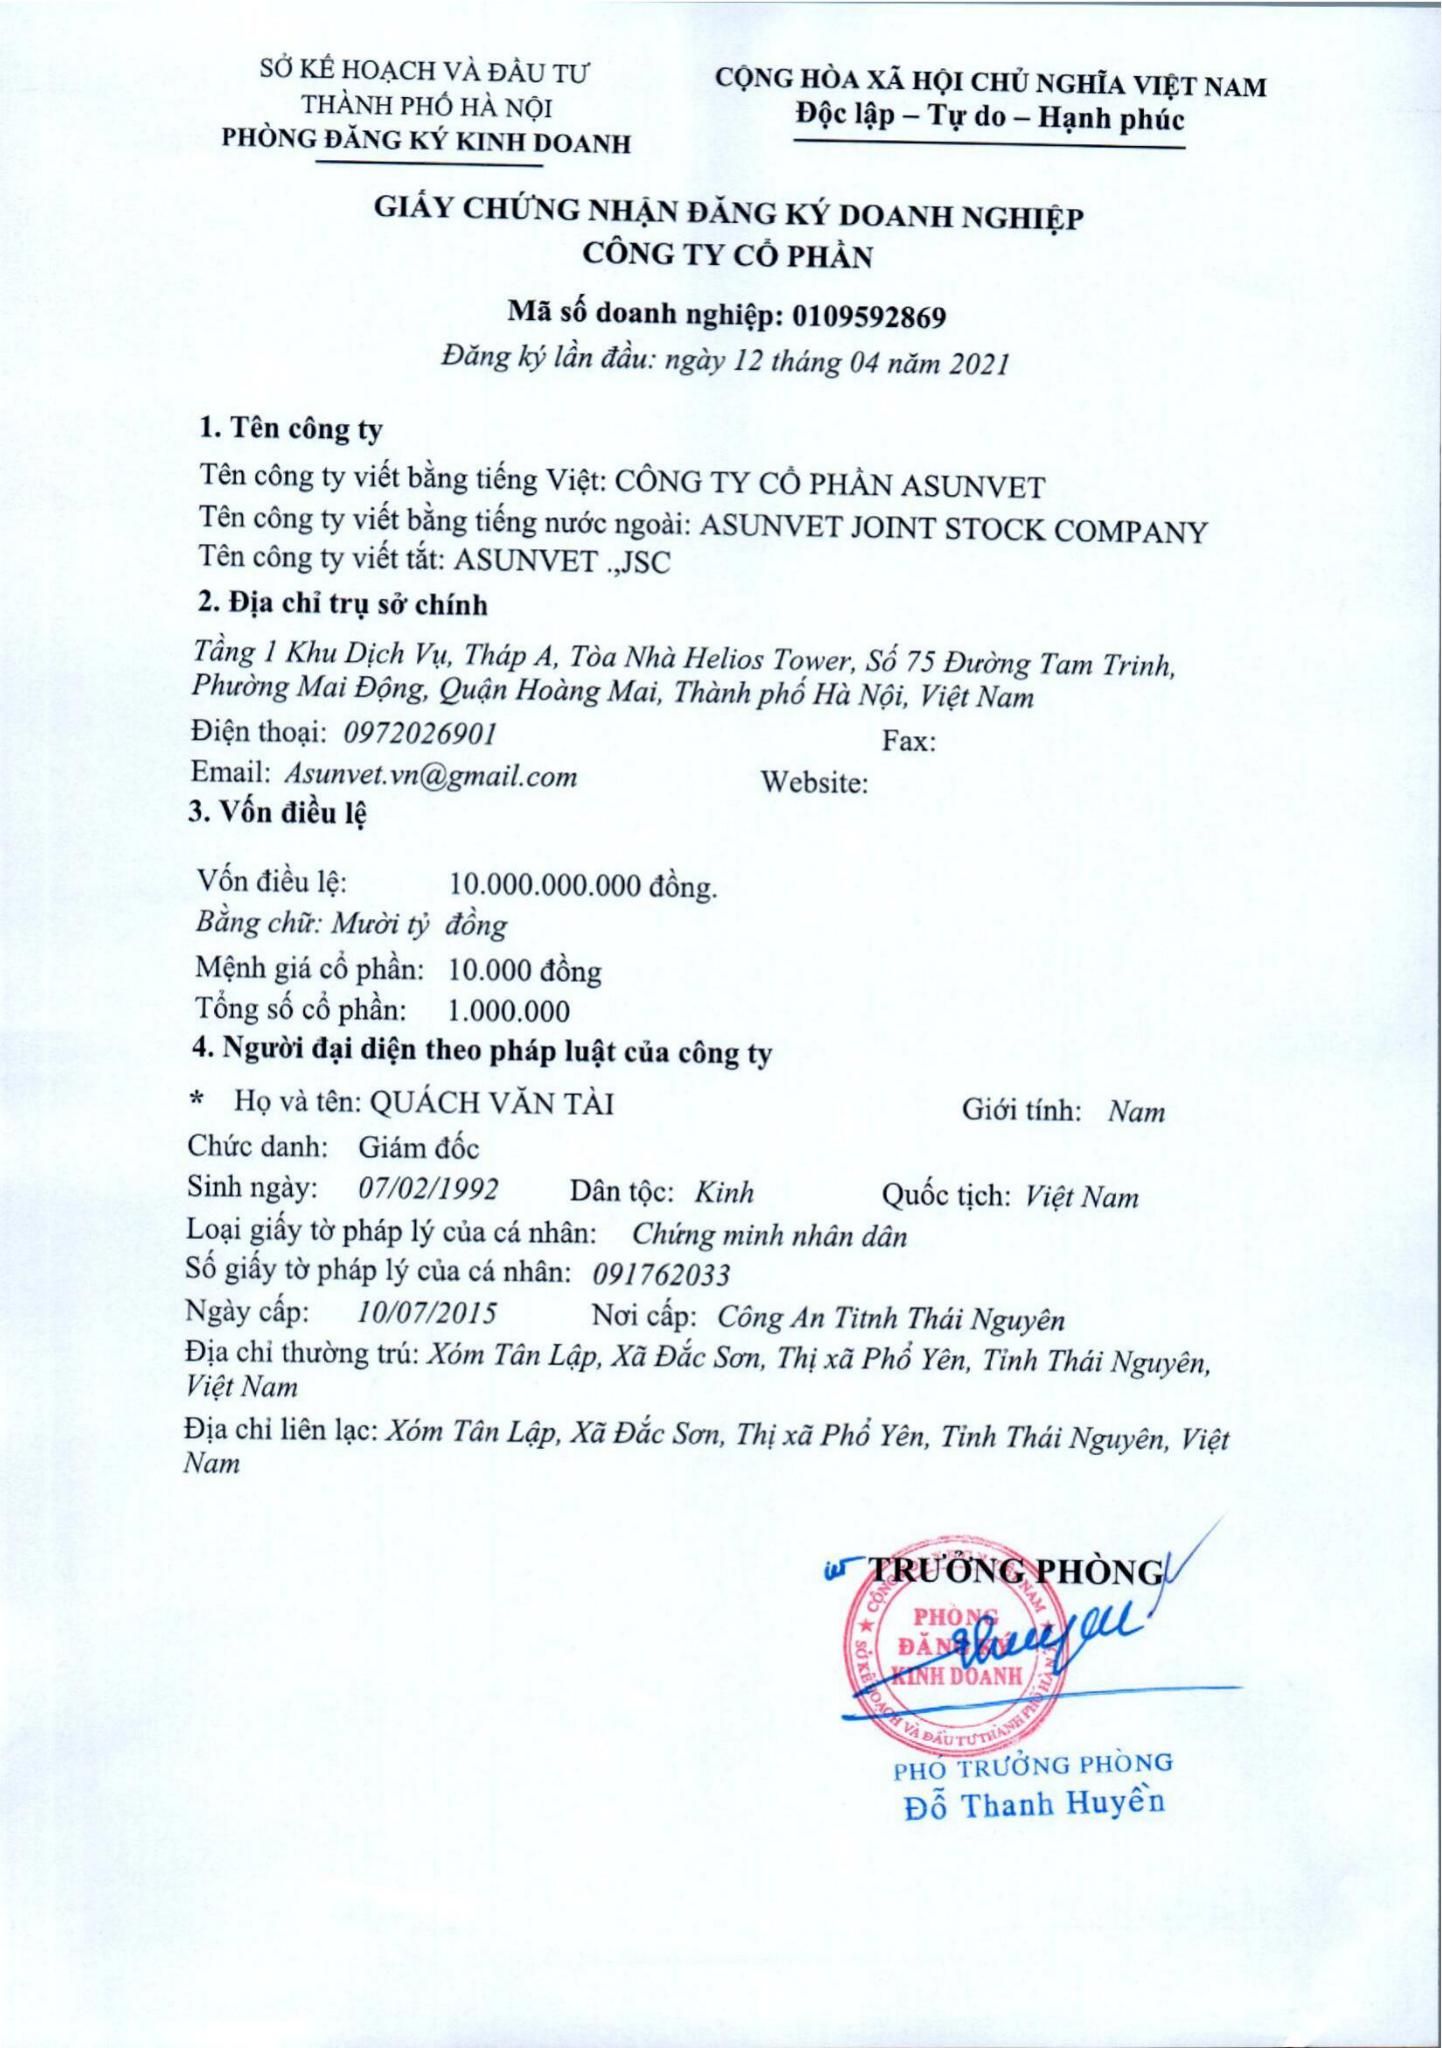 SỞ KẾ HOẠCH VÀ ĐẦU TƯ
THÀNH PHỐ HÀ NỘI
PHÒNG ĐĂNG KÝ KINH DOANH
CỘNG HÒA XÃ HỘI CHỦ NGHĨA VIỆT NAM
Độc lập – Tự do – Hạnh phúc
GIẤY CHỨNG NHẬN ĐĂNG KÝ DOANH NGHIỆP
CÔNG TY CỔ PHẦN
Mã số doanh nghiệp: 0109592869
Đăng ký lần đầu: ngày 12 tháng 04 năm 2021
1. Tên công ty
Tên công ty viết bằng tiếng Việt: CÔNG TY CỔ PHẦN ASUNVET
Tên công ty viết bằng tiếng nước ngoài: ASUNVET JOINT STOCK COMPANY
Tên công ty viết tắt: ASUNVET .,JSC
2. Địa chỉ trụ sở chính
Tầng 1 Khu Dịch Vụ, Tháp A, Tòa Nhà Helios Tower, Số 75 Đường Tam Trinh,
Phường Mai Động, Quận Hoàng Mai, Thành phố Hà Nội, Việt Nam
Điện thoại: 0972026901 Fax:
Email: Asunvet.vn@gmail.com Website:
3. Vốn điều lệ
Vốn điều lệ: 10.000.000.000 đồng.
Bằng chữ: Mười tỷ đồng
Mệnh giá cổ phần: 10.000 đồng
Tổng số cổ phần: 1.000.000
4. Người đại diện theo pháp luật của công ty
* Họ và tên: QUÁCH VĂN TÀI Giới tính: Nam
Chức danh: Giám đốc
Sinh ngày: 07/02/1992 Dân tộc: Kinh Quốc tịch: Việt Nam
Loại giấy tờ pháp lý của cá nhân: Chứng minh nhân dân
Số giấy tờ pháp lý của cá nhân: 091762033
Ngày cấp: 10/07/2015 Nơi cấp: Công An Titnh Thái Nguyên
Địa chỉ thường trú: Xóm Tân Lập, Xã Đắc Sơn, Thị xã Phổ Yên, Tỉnh Thái Nguyên,
Việt Nam
Địa chỉ liên lạc: Xóm Tân Lập, Xã Đắc Sơn, Thị xã Phổ Yên, Tỉnh Thái Nguyên, Việt
Nam
TRƯỞNG PHÒNG
PHÒNG
ĐĂNG KÝ
KINH DOANH
SỞ KẾ HOẠCH VÀ ĐẦU TƯ THÀNH PHỐ HÀ NỘI
PHÓ TRƯỞNG PHÒNG
Đỗ Thanh Huyền